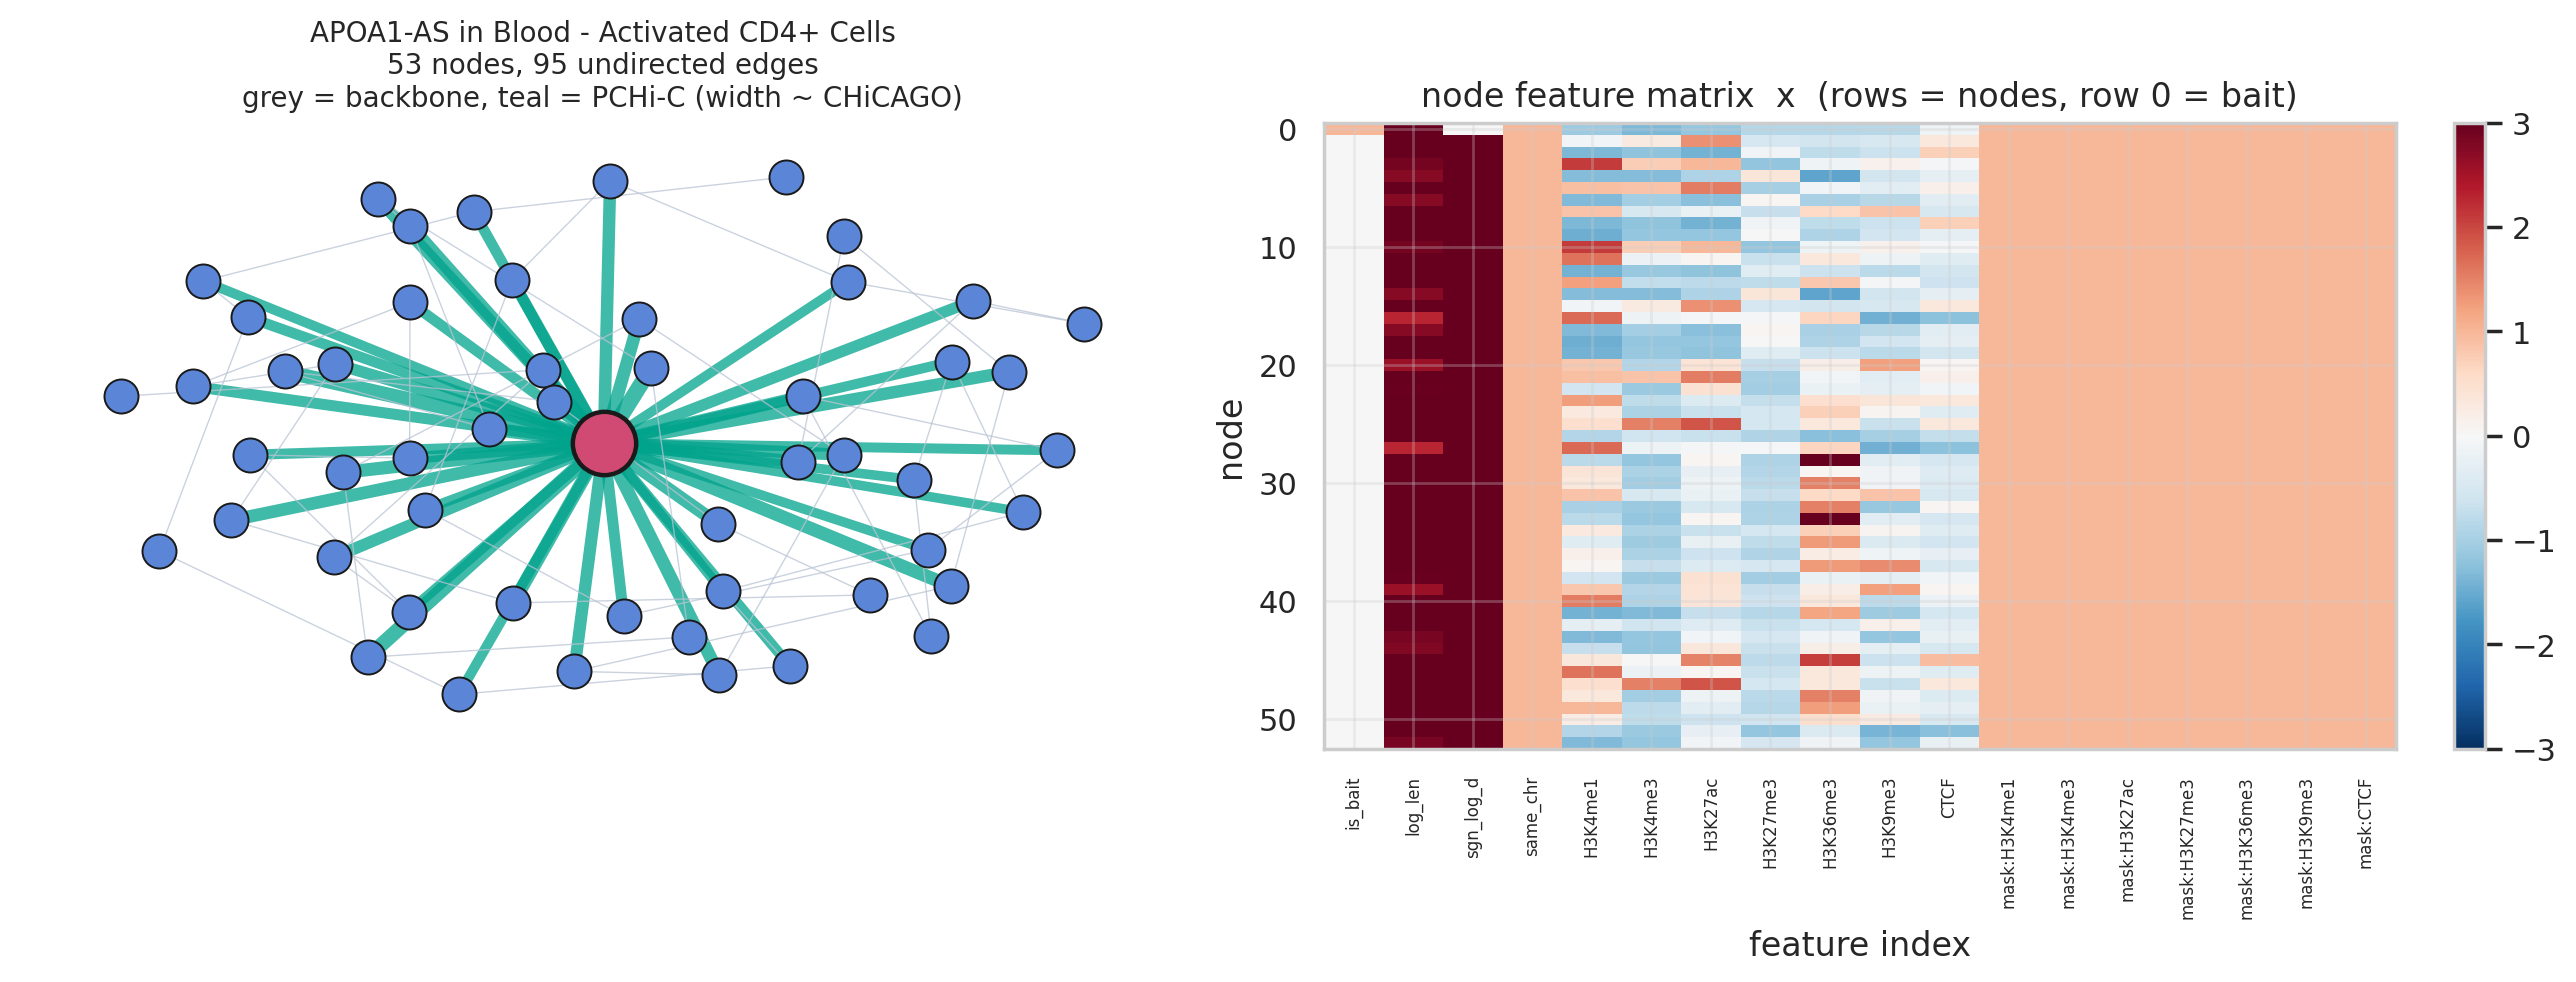 APOA1-AS in Blood - Activated CD4+ Cells
53 nodes, 95 undirected edges
grey = backbone, teal = PCHi-C (width ~ CHiCAGO)
node feature matrix  x  (rows = nodes, row 0 = bait)
node
0
10
20
30
40
50
is_bait
log_len
sgn_log_d
same_chr
H3K4me1
H3K4me3
H3K27ac
H3K27me3
H3K36me3
H3K9me3
CTCF
mask:H3K4me1
mask:H3K4me3
mask:H3K27ac
mask:H3K27me3
mask:H3K36me3
mask:H3K9me3
mask:CTCF
feature index
3
2
1
0
−1
−2
−3